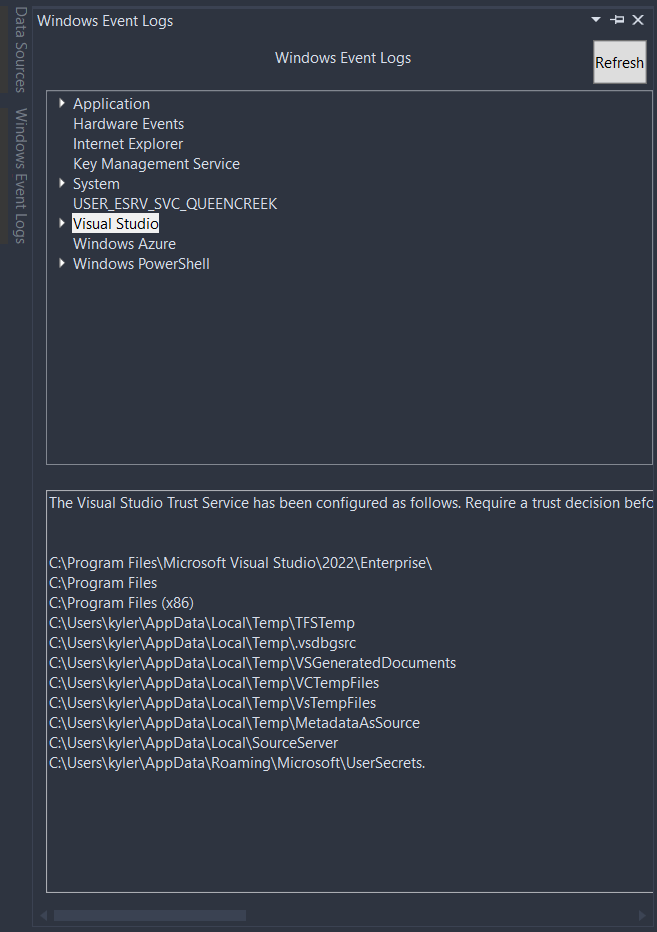 Data Sources
Windows Event Logs
Windows Event Logs
Windows Event Logs
Refresh
Application
Hardware Events
Internet Explorer
Key Management Service
System
USER_ESRV_SVC_QUEENCREEK
Visual Studio
Windows Azure
Windows PowerShell
The Visual Studio Trust Service has been configured as follows. Require a trust decision befo
C:\Program Files\Microsoft Visual Studio\2022\Enterprise\
C:\Program Files
C:\Program Files (x86)
C:\Users\kyler\AppData\Local\Temp\TFSTemp
C:\Users\kyler\AppData\Local\Temp\.vsdbgsrc
C:\Users\kyler\AppData\Local\Temp\VSGeneratedDocuments
C:\Users\kyler\AppData\Local\Temp\VCTempFiles
C:\Users\kyler\AppData\Local\Temp\VsTempFiles
C:\Users\kyler\AppData\Local\Temp\MetadataAsSource
C:\Users\kyler\AppData\Local\SourceServer
C:\Users\kyler\AppData\Roaming\Microsoft\UserSecrets.